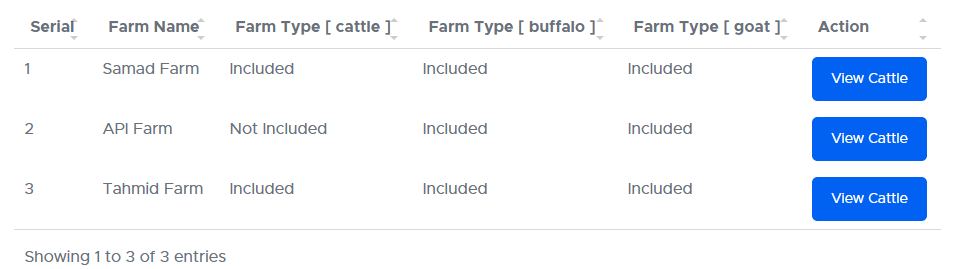 Serial Farm Name Farm Type [ cattle ] Farm Type [ buffalo ] Farm Type [ goat ] Action
1 Samad Farm Included Included Included View Cattle
2 API Farm Not Included Included Included View Cattle
3 Tahmid Farm Included Included Included View Cattle
Showing 1 to 3 of 3 entries